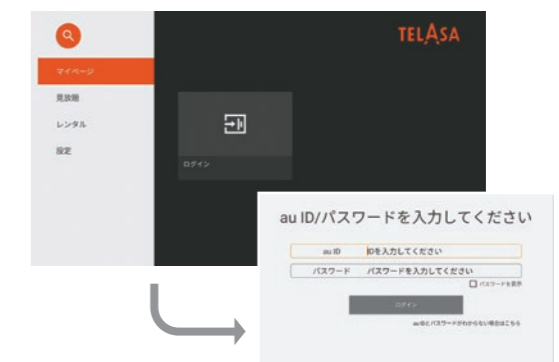 TELASA
マイページ
見放題
レンタル
設定
ログイン
au ID/パスワードを入力してください
au ID IDを入力してください
パスワード パスワードを入力してください
パスワードを表示
ログイン
au IDとパスワードがわからない場合はこちら